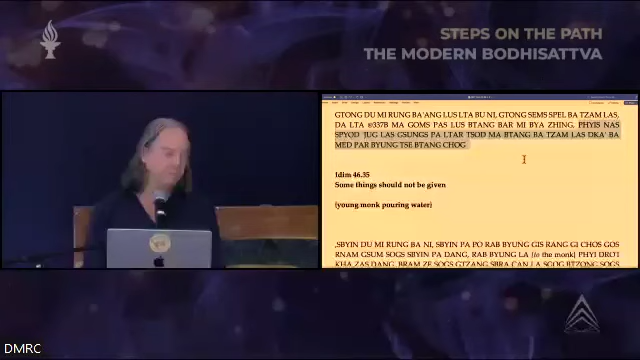 STEPS ON THE PATH
THE MODERN BODHISATTVA
GTONG DU MI RUNG BA'ANG LUS LTA BU NI, GTONG SEMS SPEL BA TZAM LAS,
DA LTA #337B MA GOMS PAS LUS BTANG BAR MI BYA ZHING, PHYIS NAS
SPYOD JUG LAS GSUNGS PA LTAR TSOD MA BTANG BA TZAM LAS DKA' BA
MED PAR BYUNG TSE BTANG CHOG
!dim 46.35
Some things should not be given
{young monk pouring water}
,SBYIN DU MI RUNG BA NI, SBYIN PA PO RAB BYUNG GIS RANG GI CHOS GOS
RNAM GSUM SOGS SBYIN PA DANG, RAB BYUNG LA [to the monk] PHYI DROI
KHA ZAS DANG, BRAM ZE SOGS GTZANG SBRA CAN LA SGOG BTZONG SOGS
DMRC